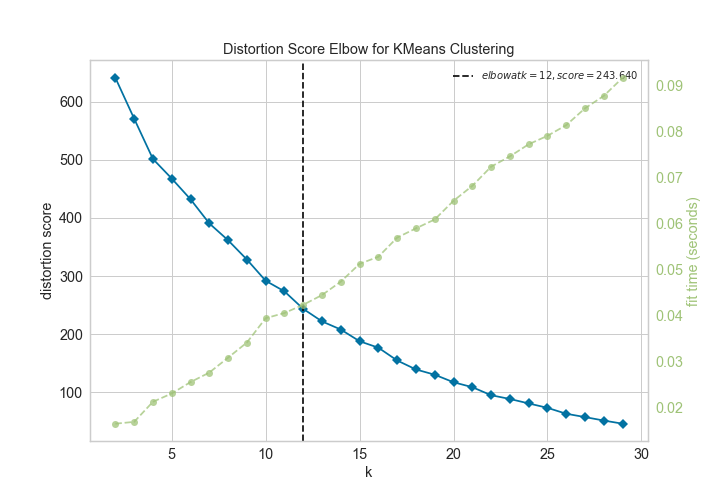 Distortion Score Elbow for KMeans Clustering
elbowatk = 12, score = 243.640
600
500
400
300
200
100
distortion score
0.09
0.08
0.07
0.06
0.05
0.04
0.03
0.02
fit time (seconds)
5 10 15 20 25 30
k